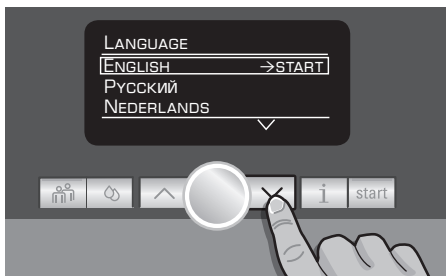 LANGUAGE
ENGLISH →START
РУССКИЙ
NEDERLANDS
i start